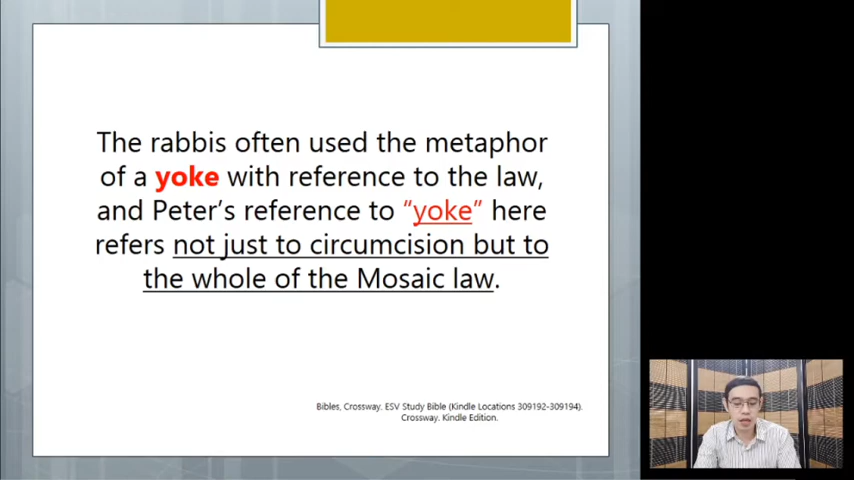 The rabbis often used the metaphor
of a yoke with reference to the law,
and Peter’s reference to “yoke” here
refers not just to circumcision but to
the whole of the Mosaic law.
Bibles, Crossway. ESV Study Bible (Kindle Locations 309192-309194).
Crossway. Kindle Edition.